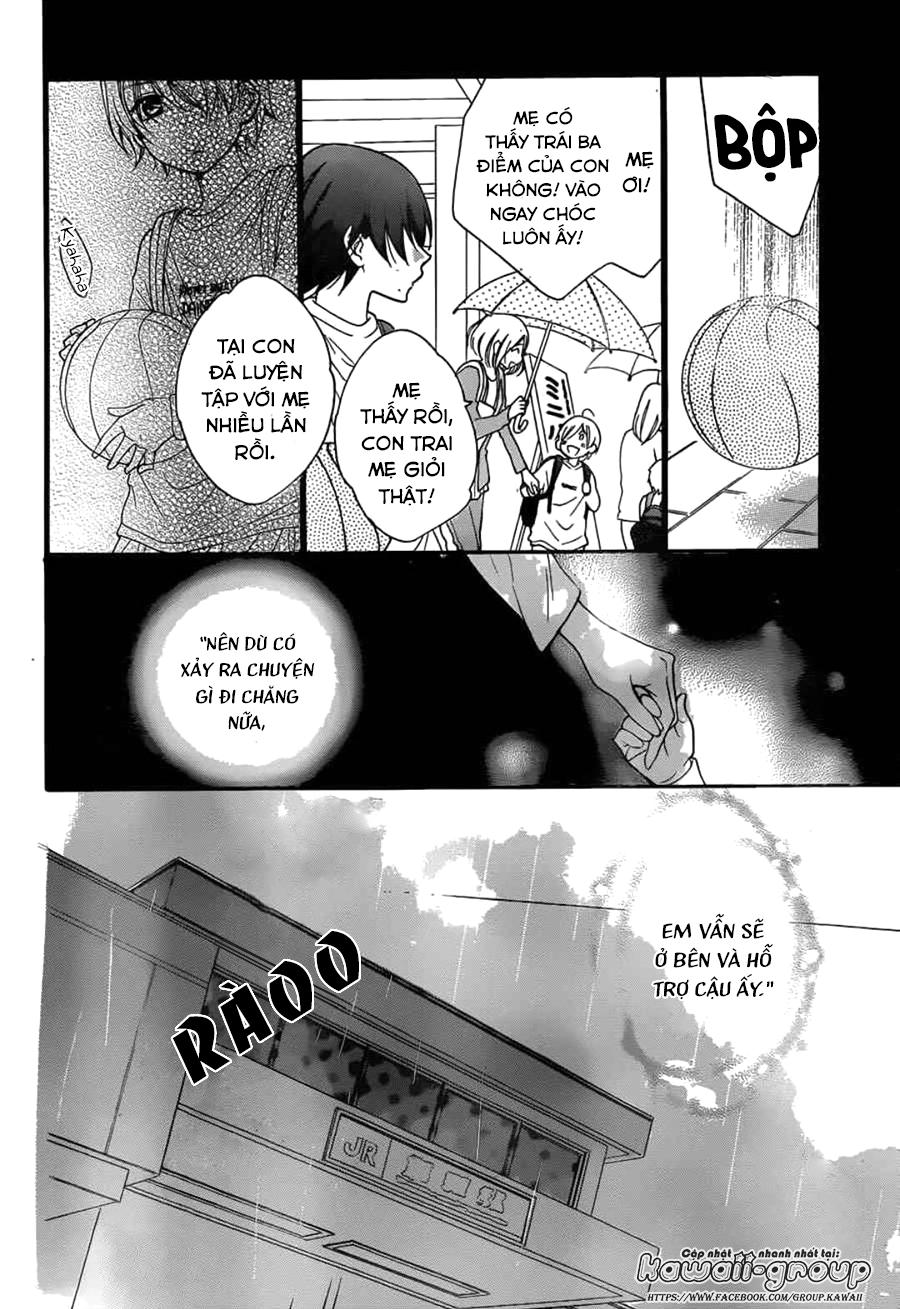 BỘP
MẸ
ƠI!
MẸ CÓ
THẤY TRÁI BA
ĐIỂM CỦA CON
KHÔNG! VÀO
NGAY CHÓC
LUÔN ẤY!
MẸ
THẤY RỒI,
CON TRAI
MẸ GIỎI
THẬT!
TẠI CON
ĐÃ LUYỆN
TẬP VỚI MẸ
NHIỀU LẦN
RỒI.
Kyahaha
"NÊN DÙ CÓ
XẢY RA CHUYỆN
GÌ ĐI CHĂNG
NỮA,
EM VẪN SẼ
Ở BÊN VÀ HỖ
TRỢ CẬU ẤY."
RÀOO
JR
Cập nhật nhanh nhất tại:
Kawaii-group
HTTPS://WWW.FACEBOOK.COM/GROUP.KAWAII